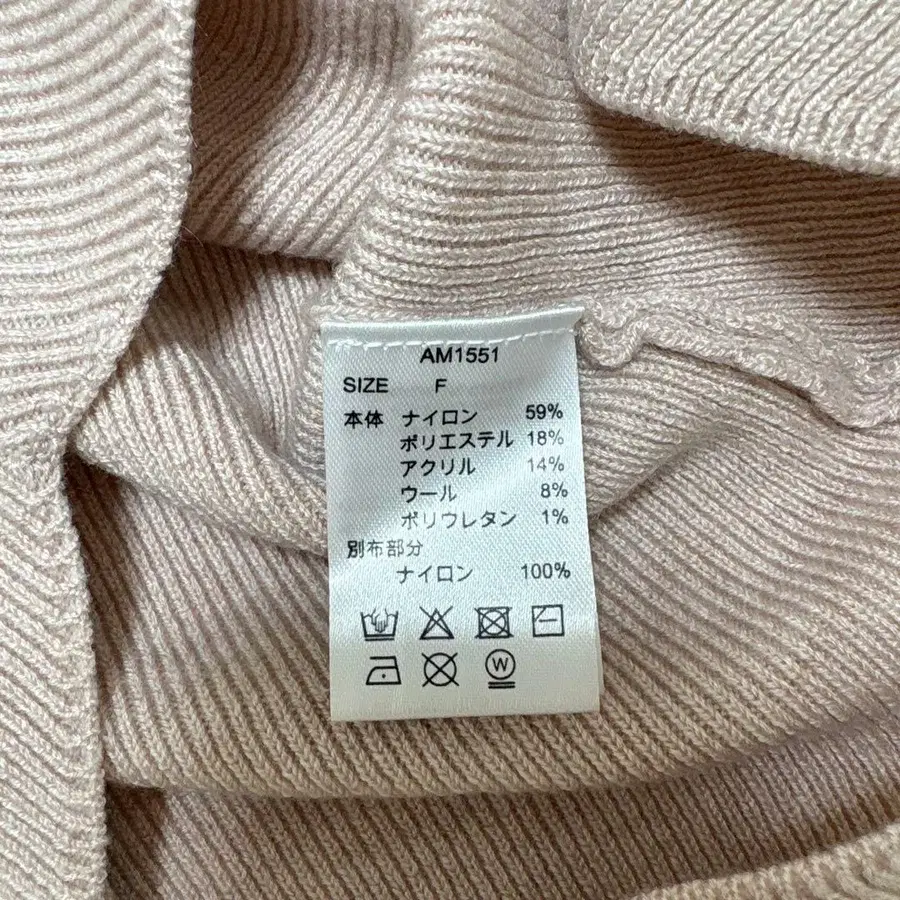 AM1551
SIZE F
本体 ナイロン 59%
ポリエステル 18%
アクリル 14%
ウール 8%
ポリウレタン 1%
別布部分
ナイロン 100%
W